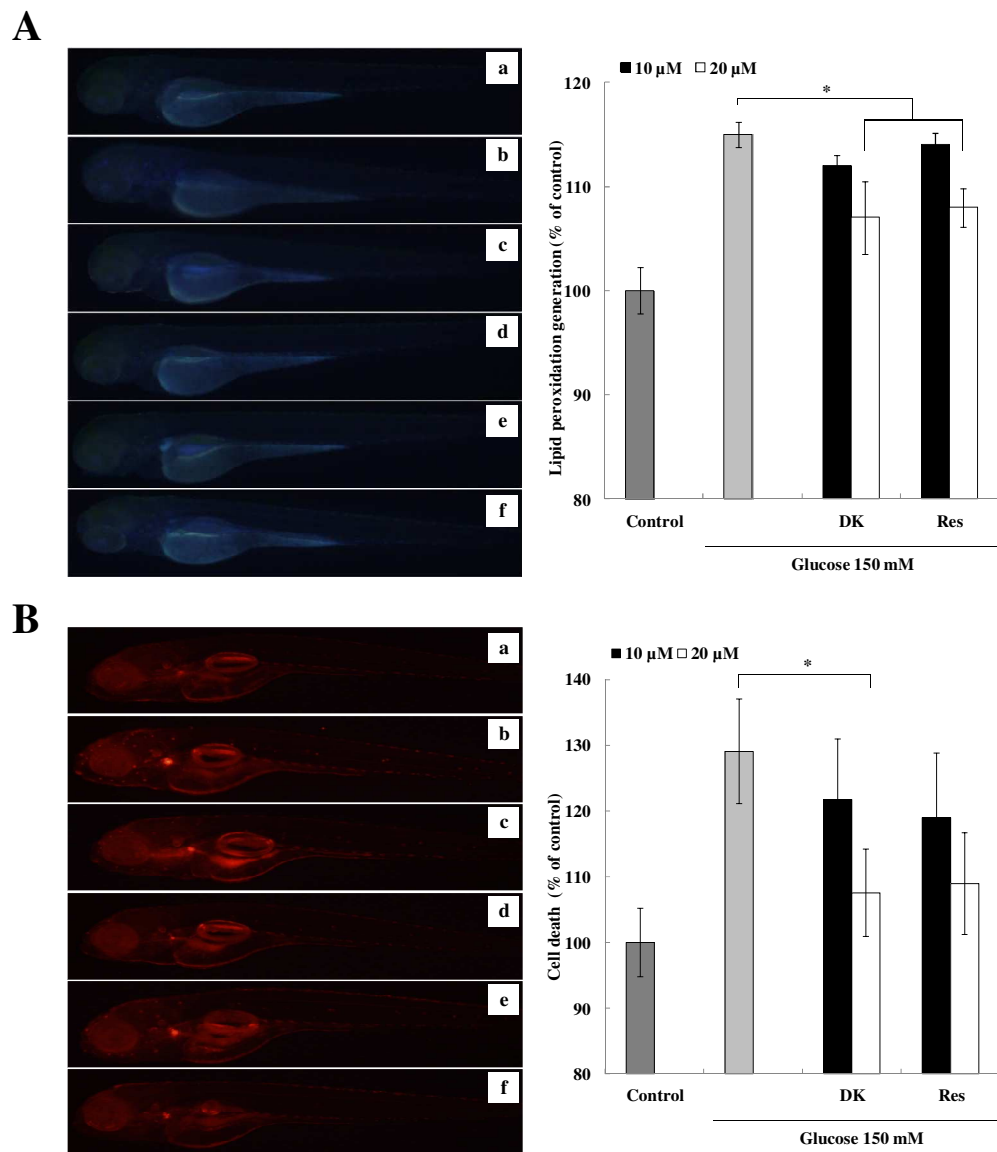 A
a
b
c
d
e
f
10 µM 20 µM
Lipid peroxidation generation (% of control)
120
110
100
90
80
*
Control DK Res
Glucose 150 mM
B
a
b
c
d
e
f
10 µM 20 µM
Cell death (% of control)
140
130
120
110
100
90
80
*
Control DK Res
Glucose 150 mM